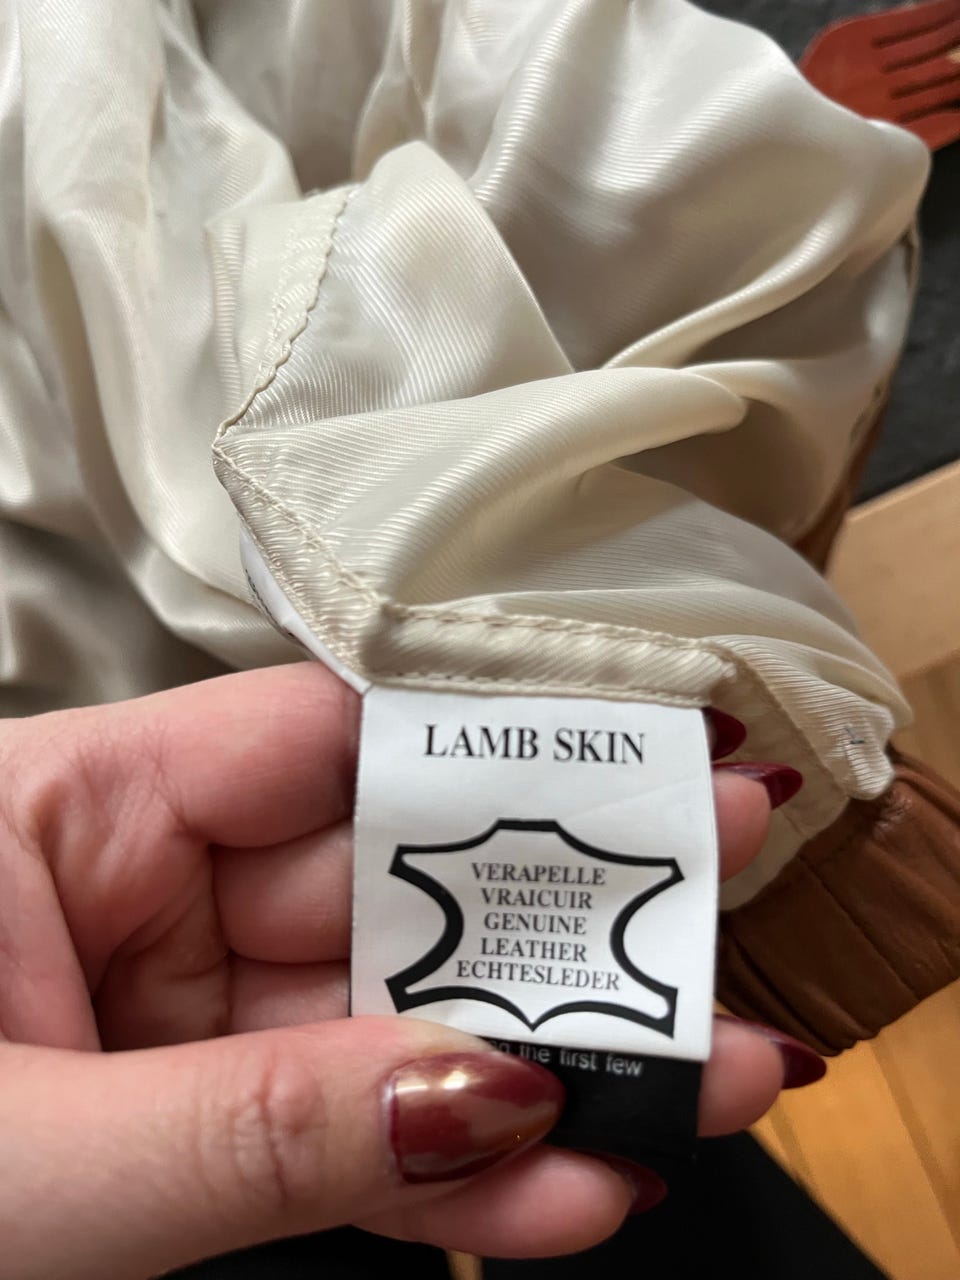 LAMB SKIN
VERAPELLE
VRAICUIR
GENUINE
LEATHER
ECHTESLEDER
the first few